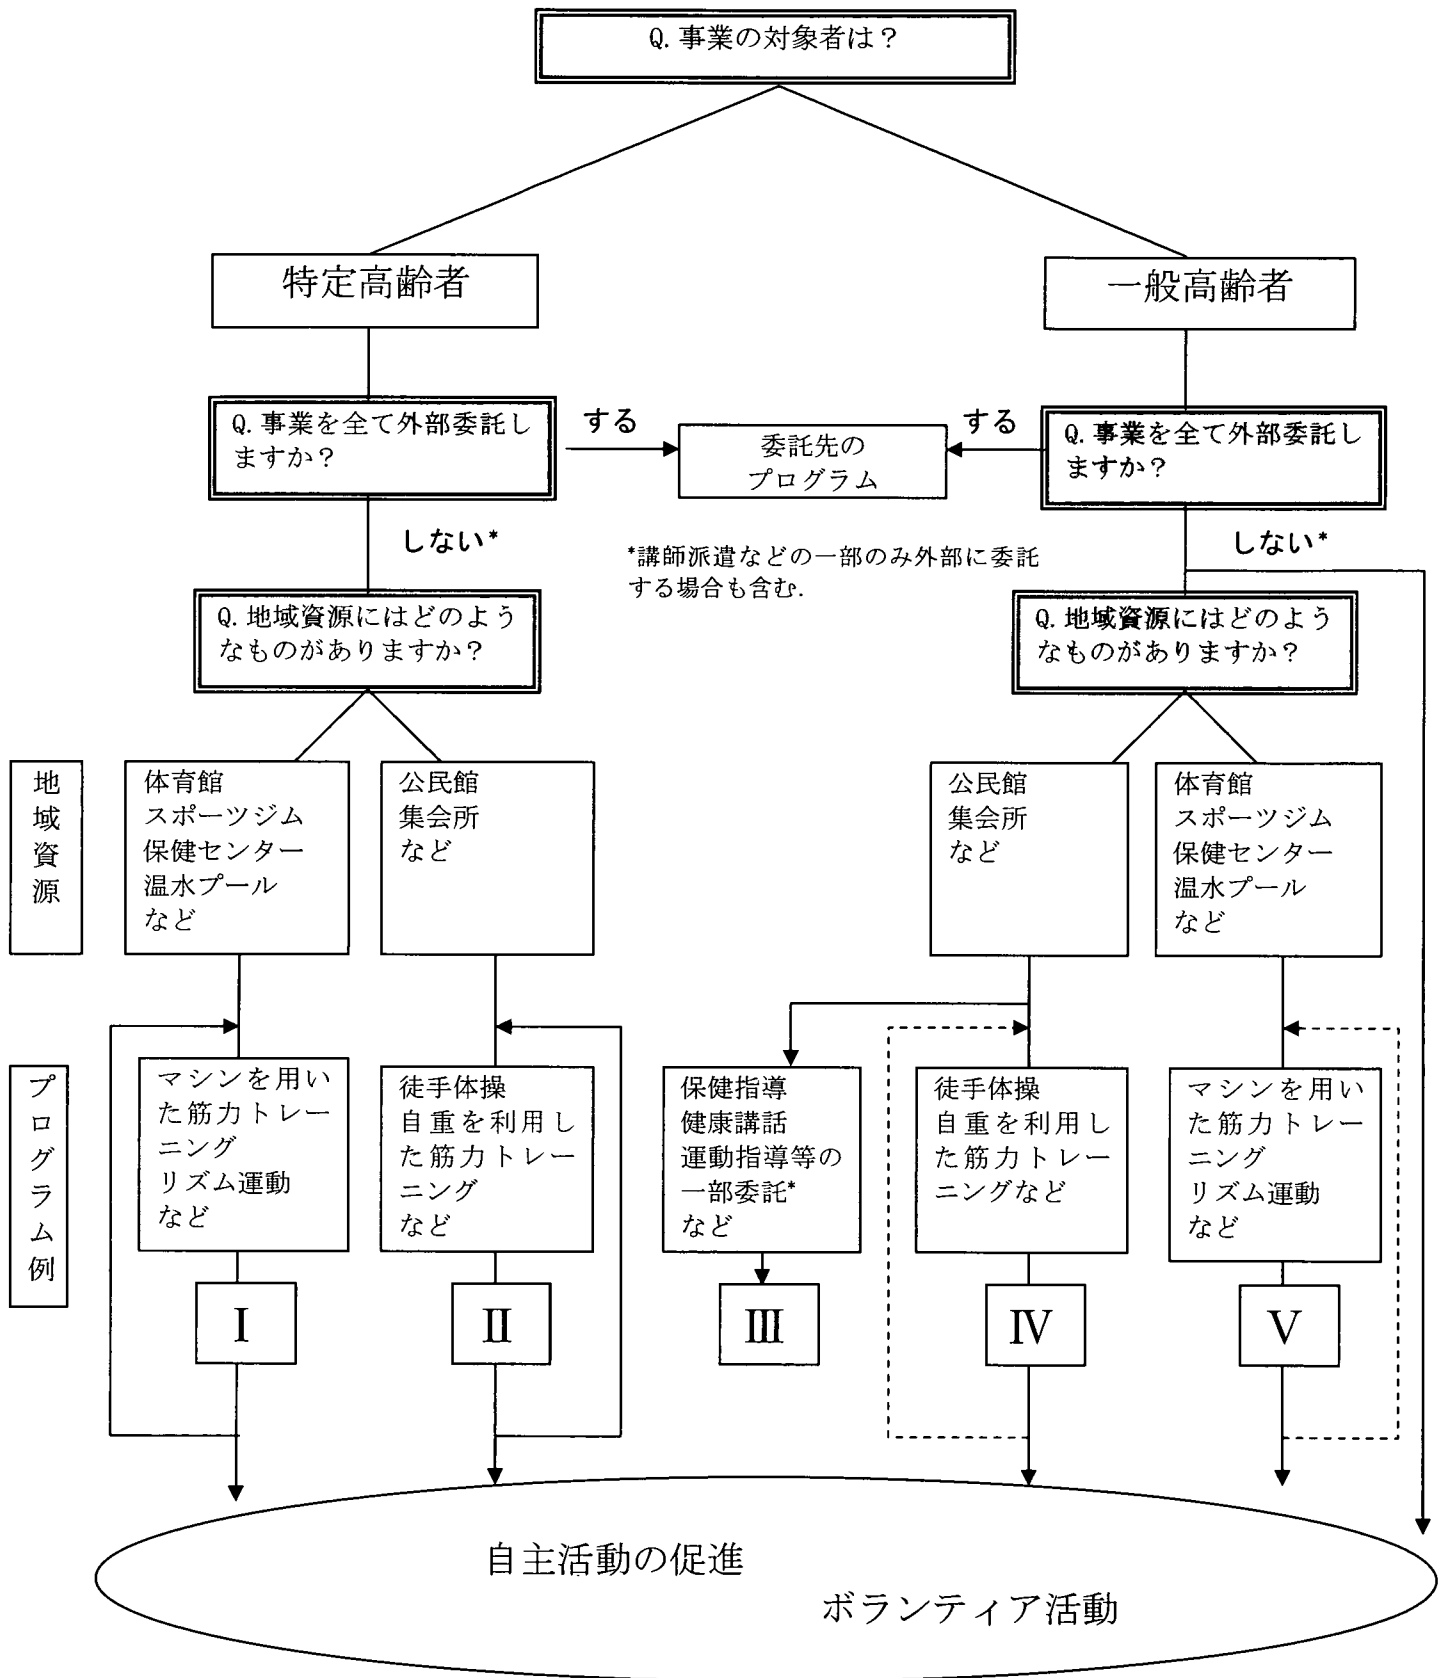 Q. 事業の対象者は？
特定高齢者
一般高齢者
Q. 事業を全て外部委託し
ますか？
する
委託先の
プログラム
する
Q. 事業を全て外部委託し
ますか？
しない*
*講師派遣などの一部のみ外部に委託
する場合も含む.
しない*
Q. 地域資源にはどのよう
なものがありますか？
Q. 地域資源にはどのよう
なものがありますか？
地域資源
体育館
スポーツジム
保健センター
温水プール
など
公民館
集会所
など
公民館
集会所
など
体育館
スポーツジム
保健センター
温水プール
など
プログラム例
マシンを用い
た筋力トレー
ニング
リズム運動
など
徒手体操
自重を利用し
た筋力トレー
ニング
など
保健指導
健康講話
運動指導等の
一部委託*
など
徒手体操
自重を利用し
た筋力トレー
ニングなど
マシンを用い
た筋力トレー
ニング
リズム運動
など
Ⅰ
Ⅱ
Ⅲ
Ⅳ
Ⅴ
自主活動の促進
ボランティア活動